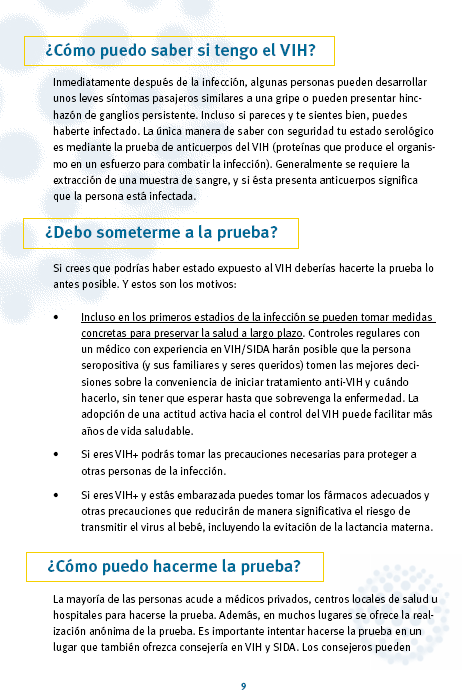 ¿Cómo puedo saber si tengo el VIH?
Inmediatamente después de la infección, algunas personas pueden desarrollar
unos leves síntomas pasajeros similares a una gripe o pueden presentar hinc-
hazón de ganglios persistente. Incluso si pareces y te sientes bien, puedes
haberte infectado. La única manera de saber con seguridad tu estado serológico
es mediante la prueba de anticuerpos del VIH (proteínas que produce el organis-
mo en un esfuerzo para combatir la infección). Generalmente se requiere la
extracción de una muestra de sangre, y si ésta presenta anticuerpos significa
que la persona está infectada.
¿Debo someterme a la prueba?
Si crees que podrías haber estado expuesto al VIH deberías hacerte la prueba lo
antes posible. Y estos son los motivos:
• Incluso en los primeros estadios de la infección se pueden tomar medidas
concretas para preservar la salud a largo plazo. Controles regulares con
un médico con experiencia en VIH/SIDA harán posible que la persona
seropositiva (y sus familiares y seres queridos) tomen las mejores deci-
siones sobre la conveniencia de iniciar tratamiento anti-VIH y cuándo
hacerlo, sin tener que esperar hasta que sobrevenga la enfermedad. La
adopción de una actitud activa hacia el control del VIH puede facilitar más
años de vida saludable.
• Si eres VIH+ podrás tomar las precauciones necesarias para proteger a
otras personas de la infección.
• Si eres VIH+ y estás embarazada puedes tomar los fármacos adecuados y
otras precauciones que reducirán de manera significativa el riesgo de
transmitir el virus al bebé, incluyendo la evitación de la lactancia materna.
¿Cómo puedo hacerme la prueba?
La mayoría de las personas acude a médicos privados, centros locales de salud u
hospitales para hacerse la prueba. Además, en muchos lugares se ofrece la real-
ización anónima de la prueba. Es importante intentar hacerse la prueba en un
lugar que también ofrezca consejería en VIH y SIDA. Los consejeros pueden
9